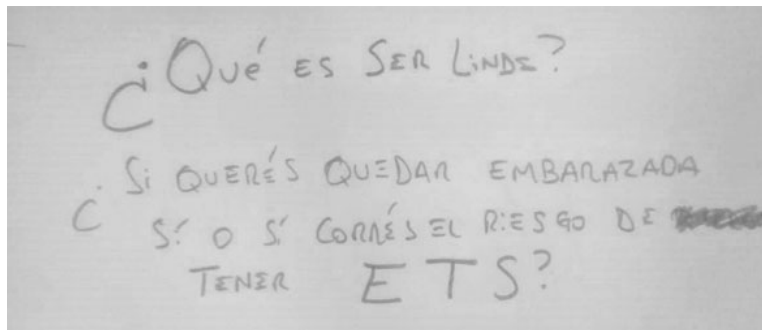 ¿Qué es SER LiNDE?
¿Si QUERÉS QUEDAR EMBARAZADA
SÍ O SÍ CORRÉS EL RIESGO DE
TENER ETS?